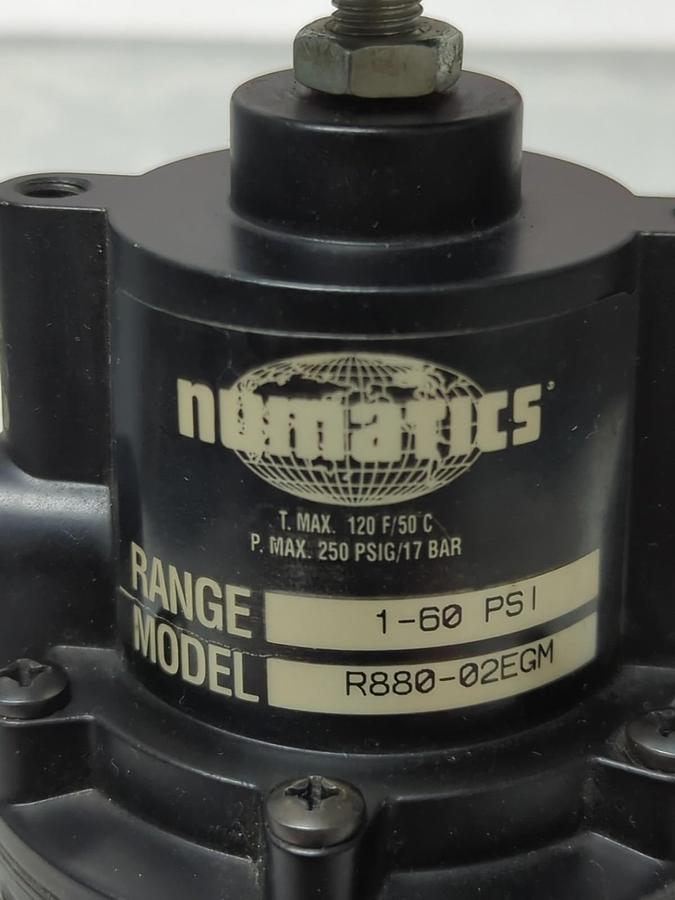 numatics
T. MAX. 120 F/50 C
P. MAX. 250 PSIG/17 BAR
RANGE 1-60 PSI
MODEL R880-02EGM